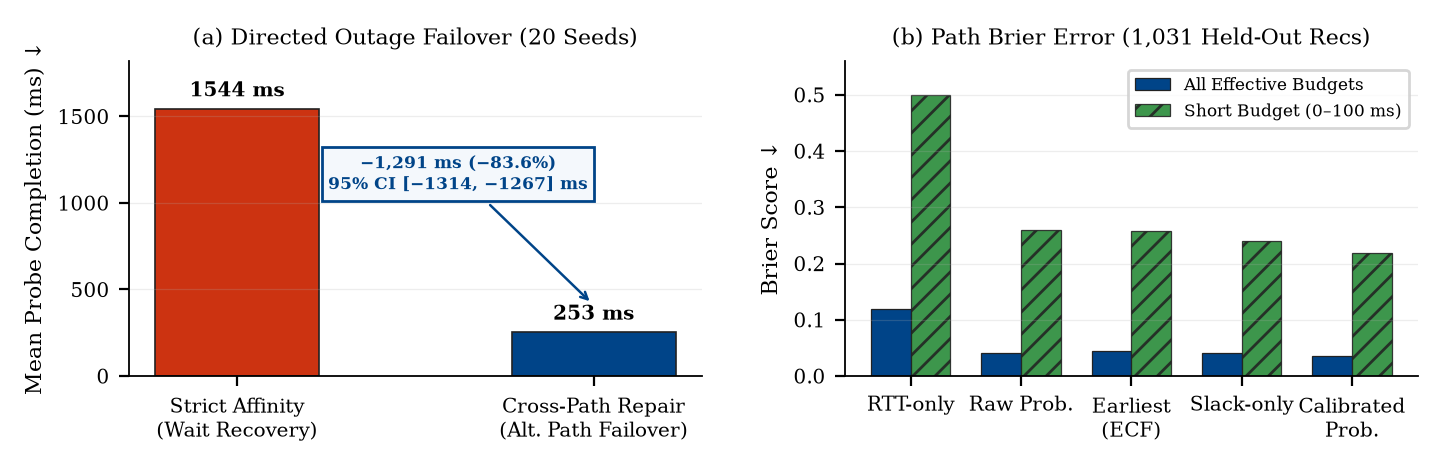 (a) Directed Outage Failover (20 Seeds)
Mean Probe Completion (ms) ↓
1500
1000
500
0
1544 ms
−1,291 ms (−83.6%)
95% CI [−1314, −1267] ms
253 ms
Strict Affinity
(Wait Recovery)
Cross-Path Repair
(Alt. Path Failover)
(b) Path Brier Error (1,031 Held-Out Recs)
Brier Score ↓
0.5
0.4
0.3
0.2
0.1
0.0
All Effective Budgets
Short Budget (0–100 ms)
RTT-only
Raw Prob.
Earliest
(ECF)
Slack-only
Calibrated
Prob.